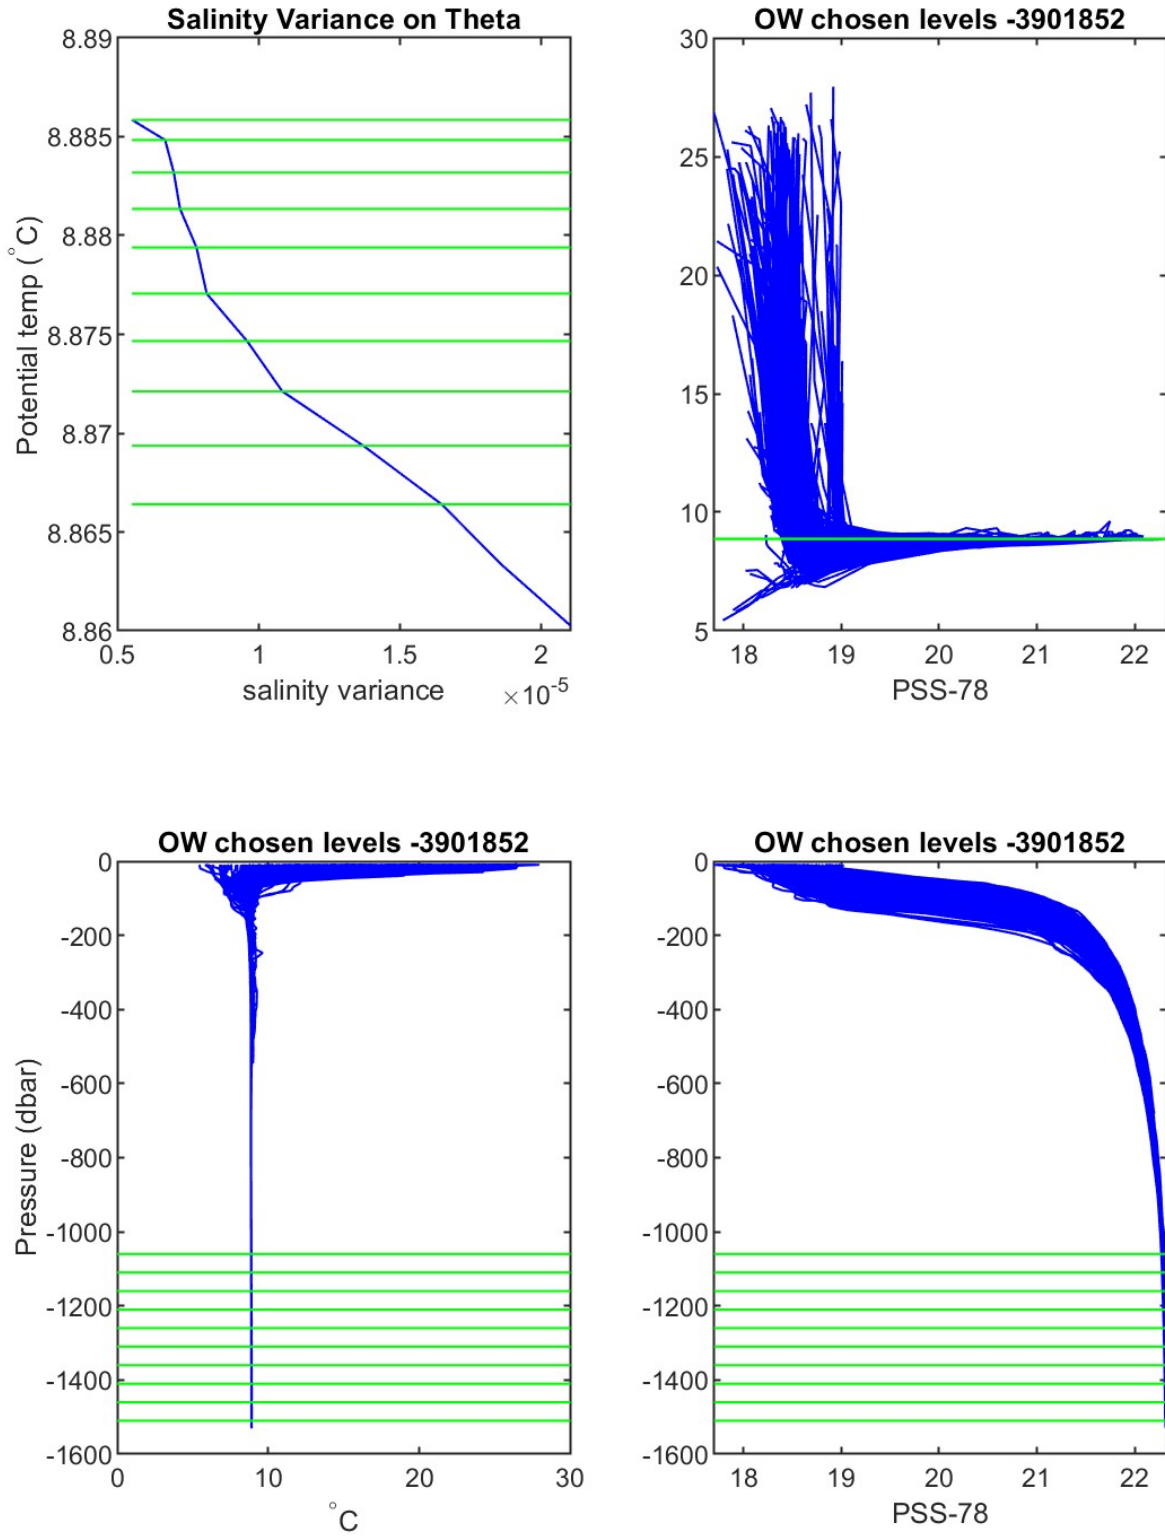 Salinity Variance on Theta
8.89
8.885
8.88
8.875
8.87
8.865
8.86
Potential temp (°C)
0.5 1 1.5 2
salinity variance ×10-5
OW chosen levels -3901852
30
25
20
15
10
5
18 19 20 21 22
PSS-78
OW chosen levels -3901852
0
-200
-400
-600
-800
-1000
-1200
-1400
-1600
Pressure (dbar)
0 10 20 30
°C
OW chosen levels -3901852
0
-200
-400
-600
-800
-1000
-1200
-1400
-1600
18 19 20 21 22
PSS-78